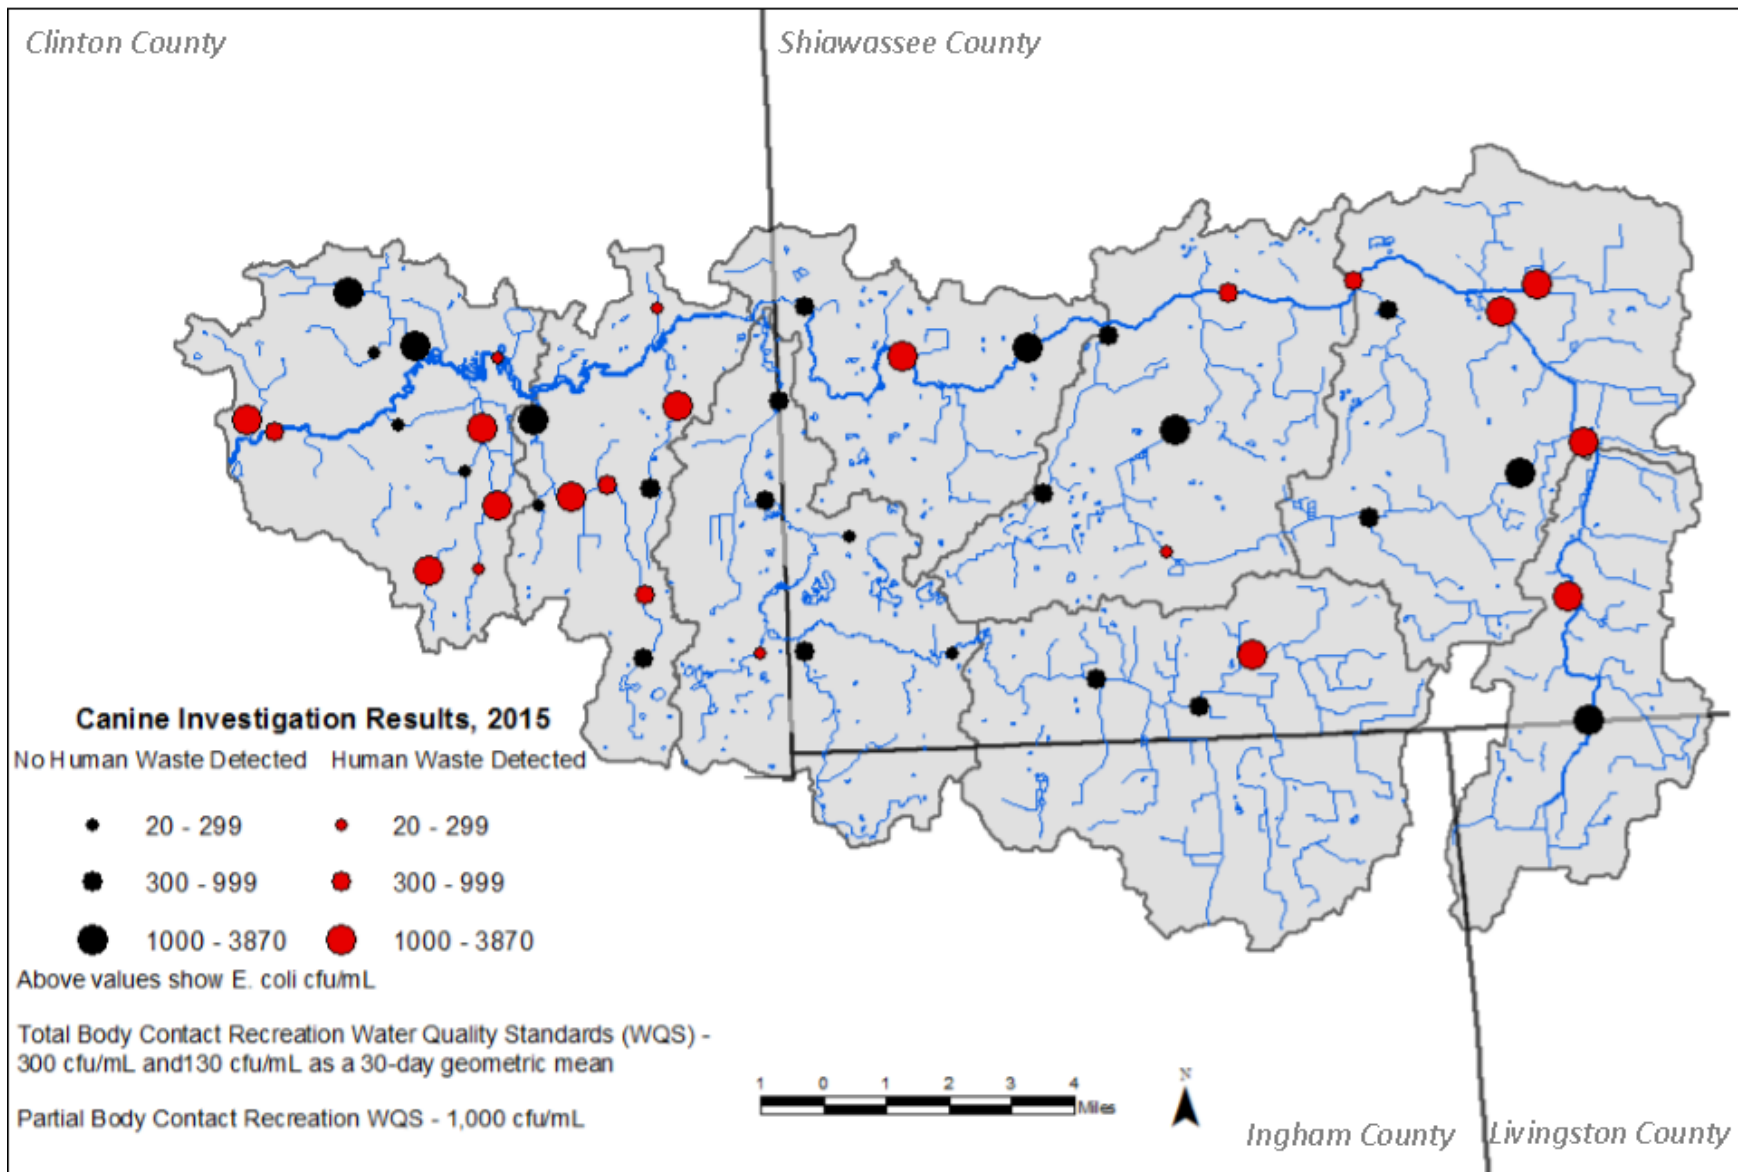 Clinton County
Shiawassee County
Canine Investigation Results, 2015
No Human Waste Detected Human Waste Detected
20 - 299 20 - 299
300 - 999 300 - 999
1000 - 3870 1000 - 3870
Above values show E. coli cfu/mL
Total Body Contact Recreation Water Quality Standards (WQS) -
300 cfu/mL and130 cfu/mL as a 30-day geometric mean
Partial Body Contact Recreation WQS - 1,000 cfu/mL
1 0 1 2 3 4
Miles
N
Ingham County
Livingston County